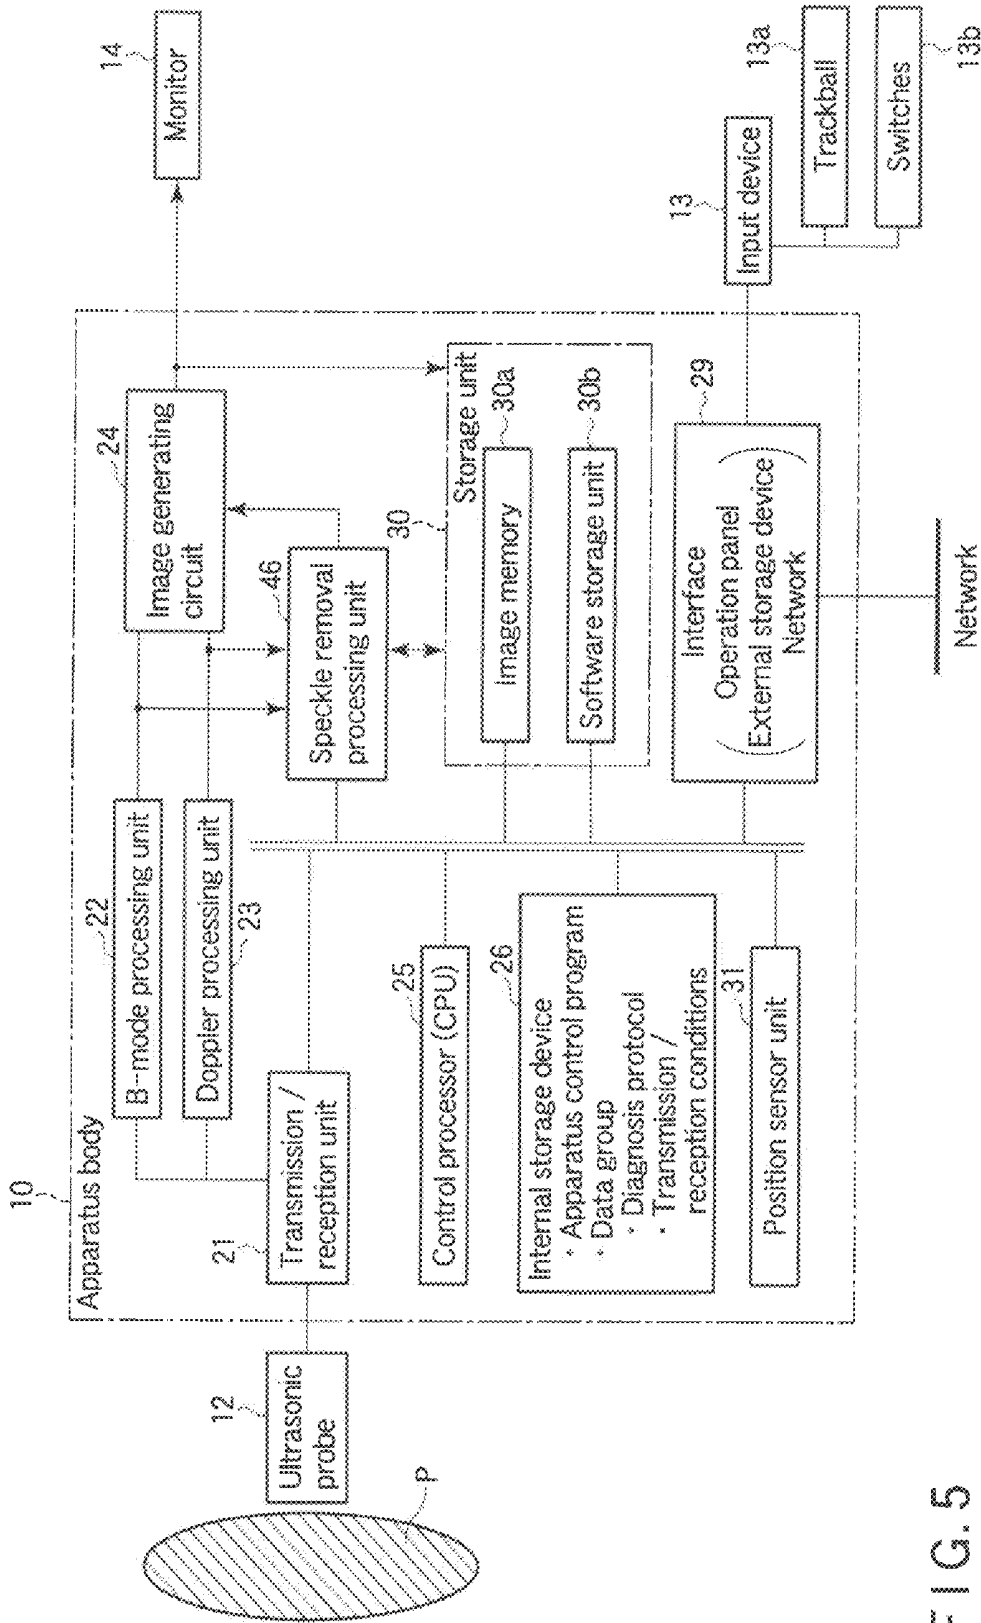 10
Apparatus body
22
B-mode processing unit
Doppler processing unit
23
24
Image generating
circuit
14
Monitor
12
Ultrasonic
probe
P
21
Transmission /
reception unit
46
Speckle removal
processing unit
25
Control processor (CPU)
30
Storage unit
30a
Image memory
30b
Software storage unit
26
Internal storage device
・Apparatus control program
・Data group
・Diagnosis protocol
・Transmission /
reception conditions
31
Position sensor unit
29
Interface
(Operation panel
External storage device
Network)
13
Input device
13a
Trackball
Switches
13b
Network
FIG. 5